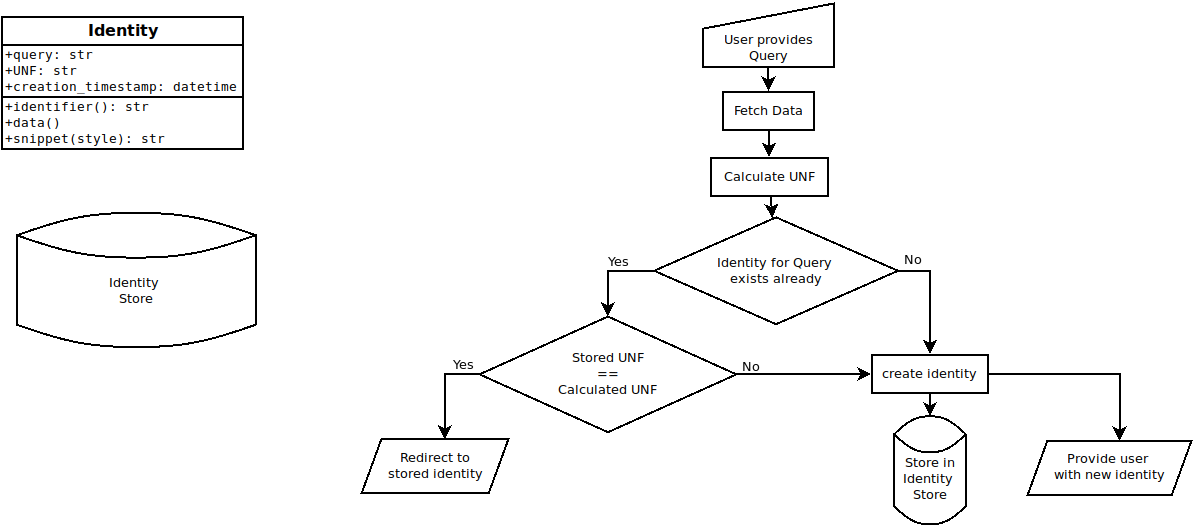 Identity
+query: str
+UNF: str
+creation_timestamp: datetime
+identifier(): str
+data()
+snippet(style): str
Identity
Store
User provides
Query
Fetch Data
Calculate UNF
Identity for Query
exists already
Yes
No
Stored UNF
==
Calculated UNF
Yes
No
create identity
Redirect to
stored identity
Store in
Identity
Store
Provide user
with new identity